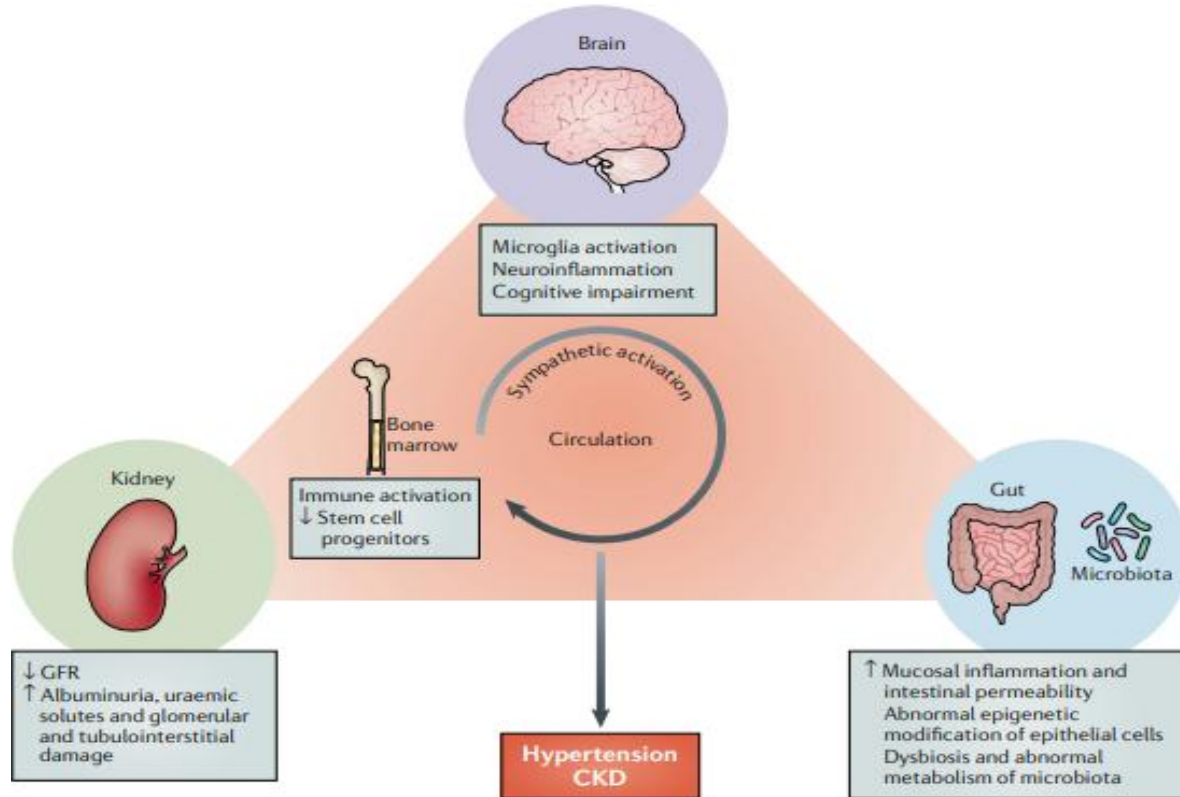 Brain
Microglia activation
Neuroinflammation
Cognitive impairment
Sympathetic activation
Circulation
Bone
marrow
Immune activation
↓ Stem cell
progenitors
Kidney
↓ GFR
↑ Albuminuria, uraemic
solutes and glomerular
and tubulointerstitial
damage
Gut
Microbiota
↑ Mucosal inflammation and
intestinal permeability
Abnormal epigenetic
modification of epithelial cells
Dysbiosis and abnormal
metabolism of microbiota
Hypertension
CKD